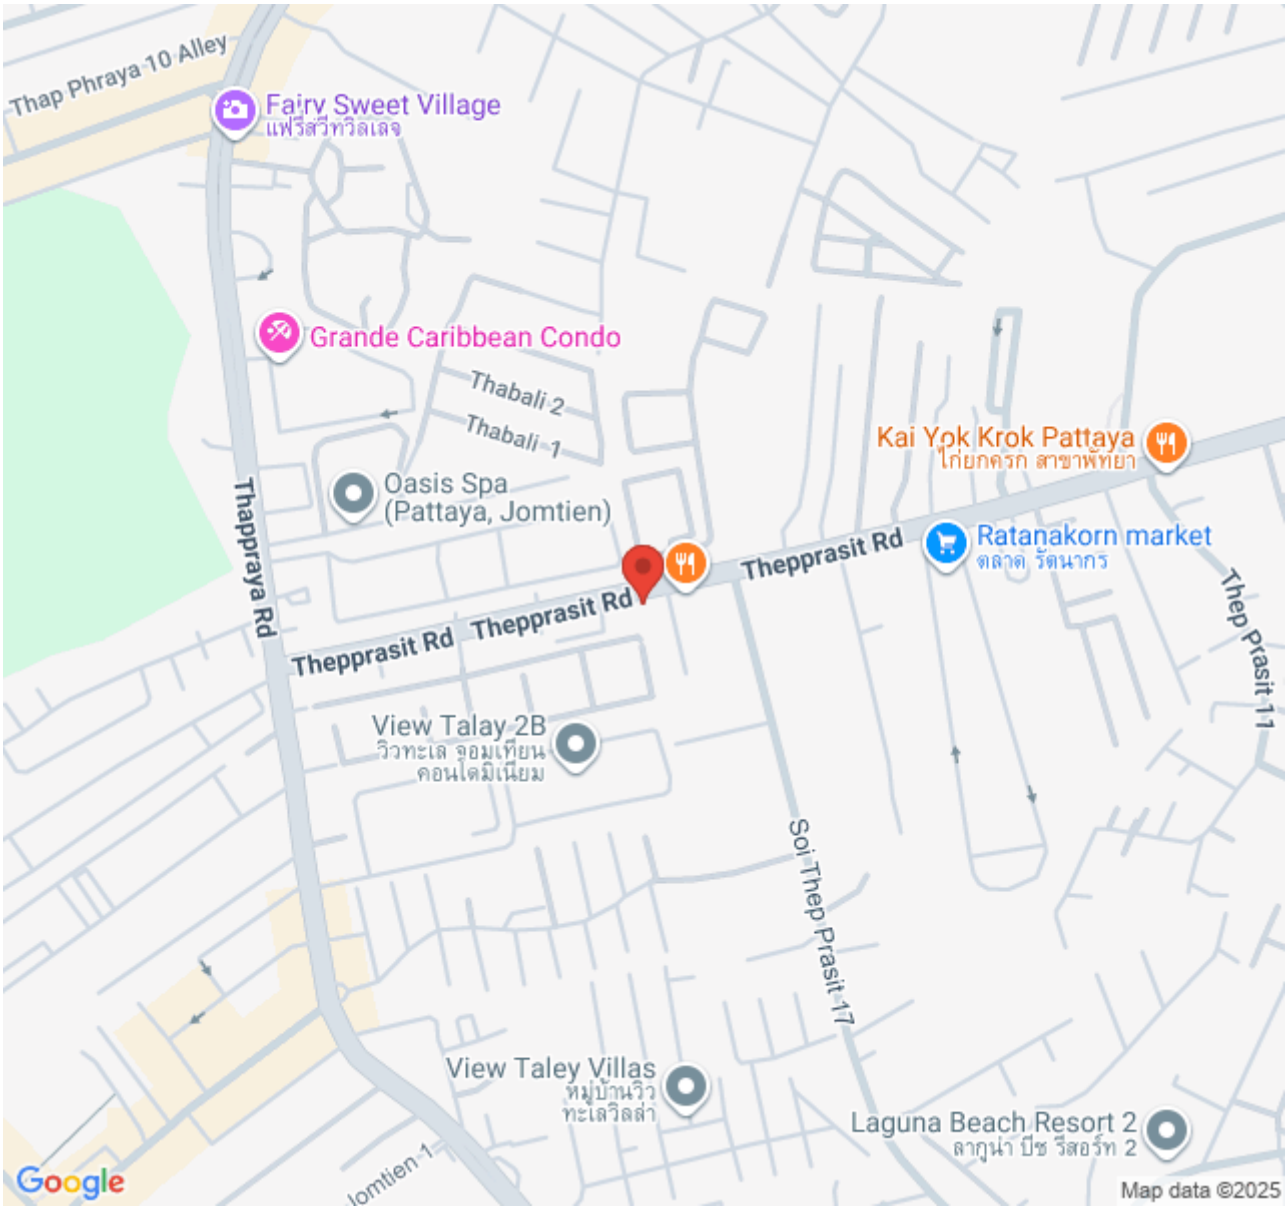 Thap Phraya 10 Alley
Fairy Sweet Village
แฟรี่สวีทวิลเลจ
Grande Caribbean Condo
Thabali 2
Thabali 1
Kai Yok Krok Pattaya
ไก่ยกครก สาขาพัทยา
Oasis Spa
(Pattaya, Jomtien)
Thappraya Rd
Ratanakorn market
ตลาด รัตนากร
Thepprasit Rd
Thepprasit Rd
Thepprasit Rd
Thep Prasit 11
View Talay 2B
วิวทะเล จอมเทียน
คอนโดมิเนียม
Soi Thep Prasit 17
View Taley Villas
หมู่บ้านวิว
ทะเลวิลล่า
Laguna Beach Resort 2
ลากูน่า บีช รีสอร์ท 2
Jomtien 1
Google
Map data ©2025